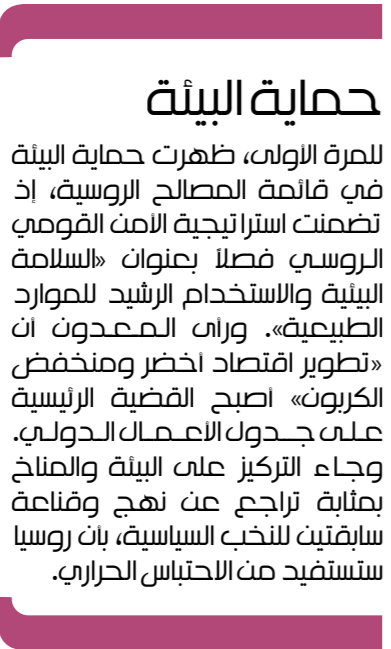 حماية البيئة
للمرة الأولى، ظهرت حماية البيئة
في قائمة المصالح الروسية، إذ
تضمنت استراتيجية الأمن القومي
الروسي فصلاً بعنوان «السلامة
البيئية والاستخدام الرشيد للموارد
الطبيعية». ورأى المعدون أن
«تطوير اقتصاد أخضر ومنخفض
الكربون» أصبح القضية الرئيسية
على جدول الأعمال الدولي.
وجاء التركيز على البيئة والمناخ
بمثابة تراجع عن نهج وقناعة
سابقتين للنخب السياسية، بأن روسيا
ستستفيد من الاحتباس الحراري.